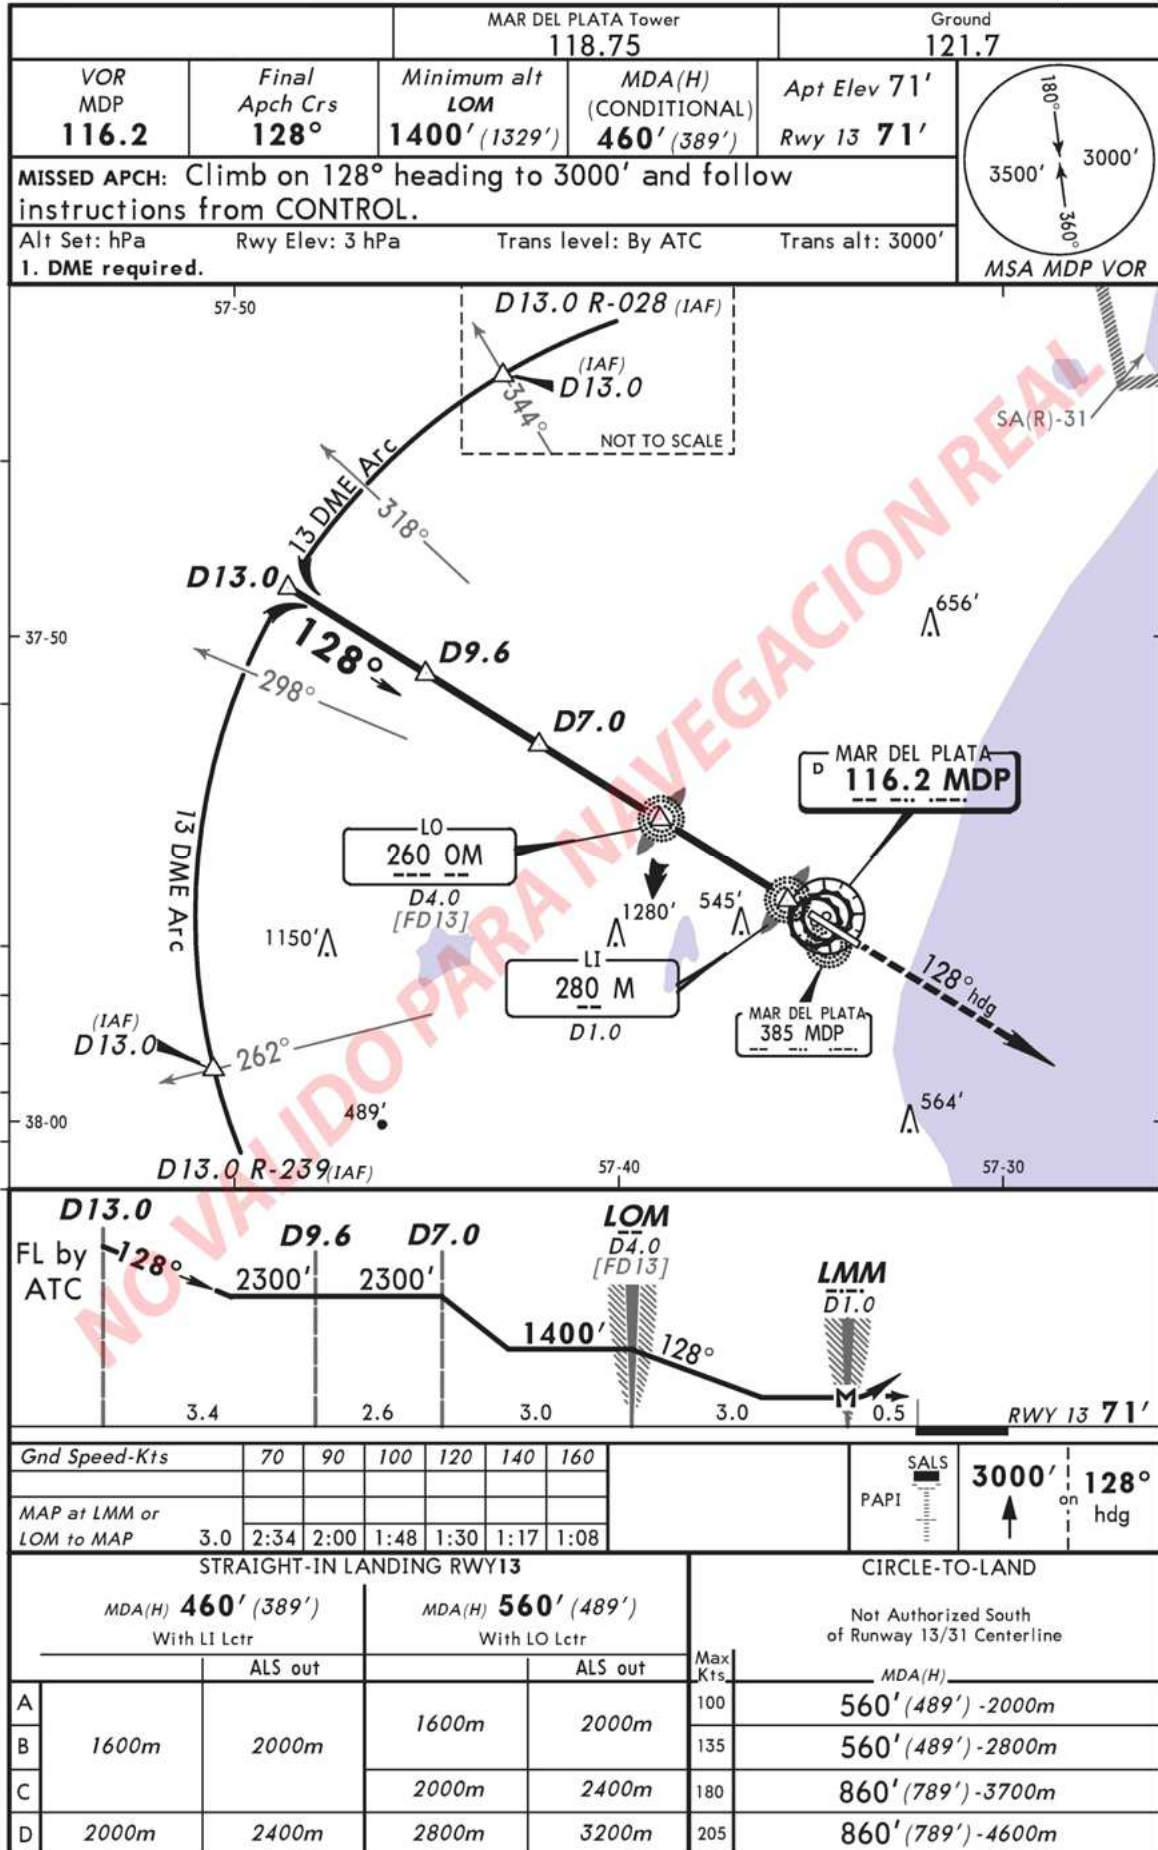 MAR DEL PLATA Tower
118.75
Ground
121.7
VOR
MDP
116.2
Final
Apch Crs
128°
Minimum alt
LOM
1400' (1329')
MDA(H)
(CONDITIONAL)
460' (389')
Apt Elev 71'
Rwy 13 71'
180°
3500'
3000'
360°
MSA MDP VOR
MISSED APCH: Climb on 128° heading to 3000' and follow
instructions from CONTROL.
Alt Set: hPa Rwy Elev: 3 hPa Trans level: By ATC Trans alt: 3000'
1. DME required.
57-50
D13.0 R-028 (IAF)
(IAF)
D13.0
344°
NOT TO SCALE
SA(R)-31
13 DME Arc
318°
D13.0
128°
656'
37-50
D9.6
298°
D7.0
MAR DEL PLATA
D 116.2 MDP
LO
260 OM
D4.0
[FD13]
13 DME Arc
1280'
545'
1150'
LI
280 M
D1.0
128° hdg
MAR DEL PLATA
385 MDP
(IAF)
D13.0
262°
489'
564'
38-00
D13.0 R-239 (IAF)
57-40
57-30
NO VALIDO PARA NAVEGACION REAL
D13.0
D9.6
D7.0
LOM
D4.0
[FD13]
LMM
D1.0
FL by
ATC
128°
2300'
2300'
1400'
128°
M
3.4
2.6
3.0
3.0
0.5
RWY 13 71'
Gnd Speed-Kts 70 90 100 120 140 160
MAP at LMM or
LOM to MAP 3.0 2:34 2:00 1:48 1:30 1:17 1:08
SALS
PAPI
3000'
on
128°
hdg
STRAIGHT-IN LANDING RWY13
CIRCLE-TO-LAND
MDA(H) 460' (389')
With LI Lctr
MDA(H) 560' (489')
With LO Lctr
Not Authorized South
of Runway 13/31 Centerline
ALS out
ALS out
Max
Kts
MDA(H)
A
1600m
2000m
1600m
2000m
100
560' (489') -2000m
B
135
560' (489') -2800m
C
2000m
2400m
180
860' (789') -3700m
D
2000m
2400m
2800m
3200m
205
860' (789') -4600m